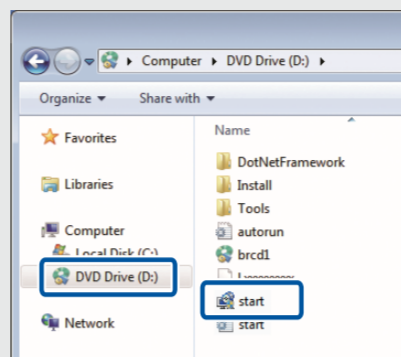 Computer
DVD Drive (D:)
Organize
Share with
Favorites
Libraries
Computer
Local Disk (C:)
DVD Drive (D:)
Network
Name
DotNetFramework
Install
Tools
autorun
brcd1
start
start